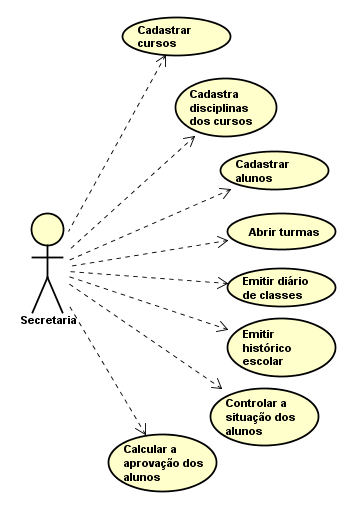 Cadastrar
cursos
Cadastra
disciplinas
dos cursos
Cadastrar
alunos
Abrir turmas
Emitir diário
de classes
Secretaria
Emitir
histórico
escolar
Controlar a
situação dos
alunos
Calcular a
aprovação dos
alunos